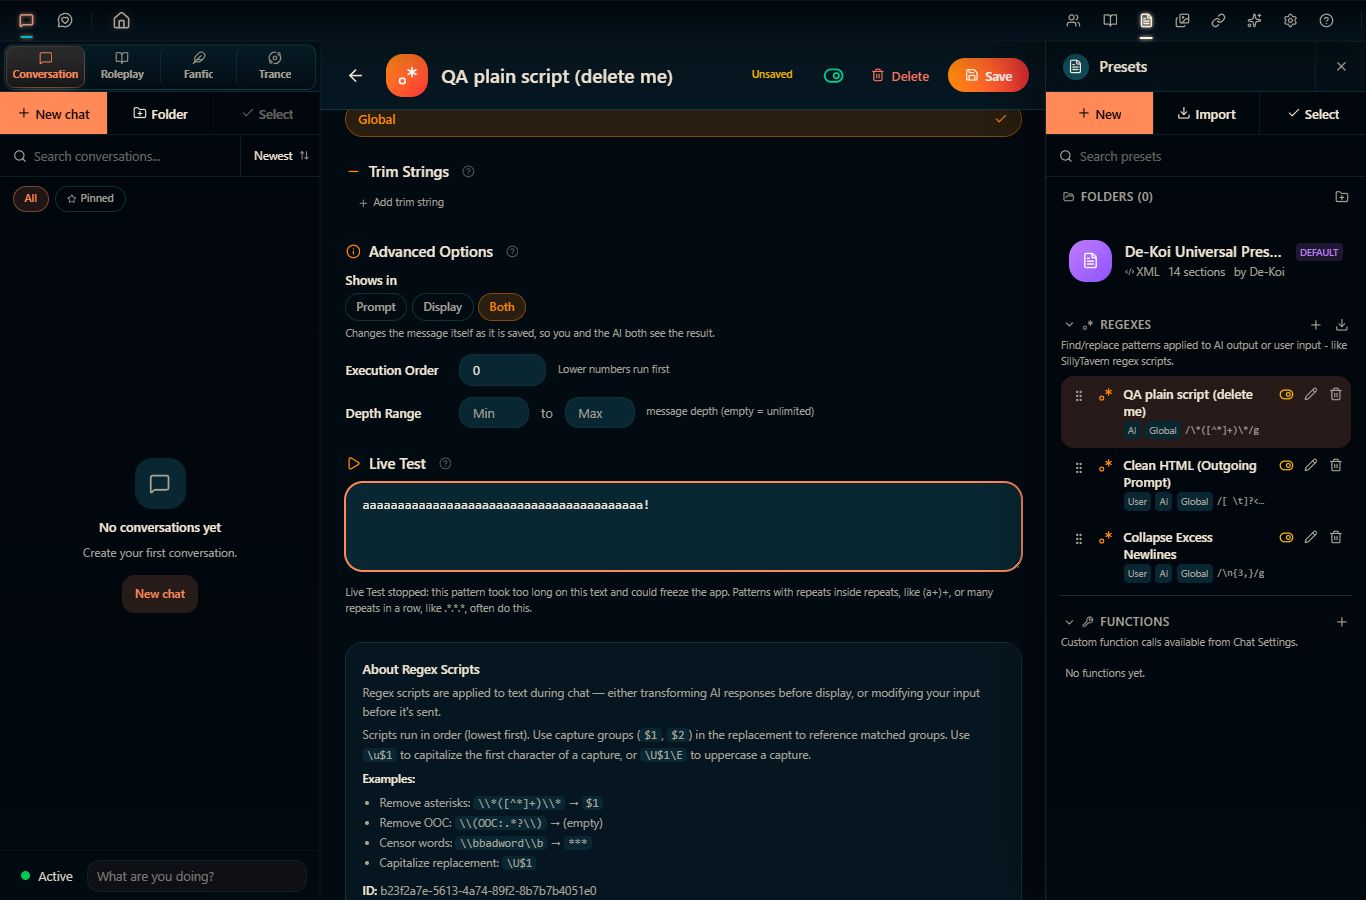 Conversation
Roleplay
Fanfic
Trance
New chat
Folder
Select
Search conversations...
Newest
All
Pinned
No conversations yet
Create your first conversation.
New chat
Active
What are you doing?
QA plain script (delete me)
Unsaved
Delete
Save
Global
Trim Strings
+ Add trim string
Advanced Options
Shows in
Prompt
Display
Both
Changes the message itself as it is saved, so you and the AI both see the result.
Execution Order
0
Lower numbers run first
Depth Range
Min
to
Max
message depth (empty = unlimited)
Live Test
aaaaaaaaaaaaaaaaaaaaaaaaaaaaaaaaaaaaaaaa!
Live Test stopped: this pattern took too long on this text and could freeze the app. Patterns with repeats inside repeats, like (a+)+, or many
repeats in a row, like .*.*.*, often do this.
About Regex Scripts
Regex scripts are applied to text during chat — either transforming AI responses before display, or modifying your input
before it's sent.
Scripts run in order (lowest first). Use capture groups ( $1 , $2 ) in the replacement to reference matched groups. Use
\u$1 to capitalize the first character of a capture, or \U$1\E to uppercase a capture.
Examples:
• Remove asterisks: \\*([^*]+)\\* → $1
• Remove OOC: \\(OOC:.*?\\) → (empty)
• Censor words: \\bbadword\\b → ***
• Capitalize replacement: \U$1
ID: b23f2a7e-5613-4a74-89f2-8b7b7b4051e0
Presets
New
Import
Select
Search presets
FOLDERS (0)
De-Koi Universal Pres...
DEFAULT
XML 14 sections by De-Koi
REGEXES
Find/replace patterns applied to AI output or user input - like
SillyTavern regex scripts.
QA plain script (delete
me)
AI Global /\*([^*]+)\*/g
Clean HTML (Outgoing
Prompt)
User AI Global /[ \t]?<…
Collapse Excess
Newlines
User AI Global /\n{3,}/g
FUNCTIONS
Custom function calls available from Chat Settings.
No functions yet.